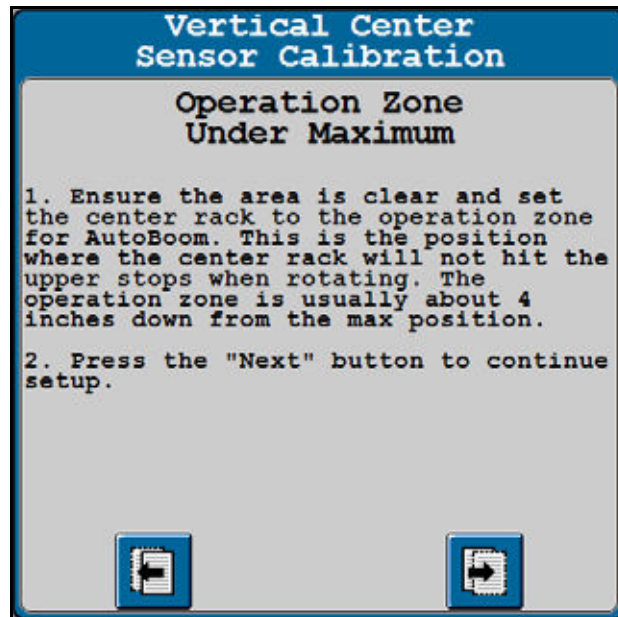 Vertical Center
Sensor Calibration
Operation Zone
Under Maximum
1. Ensure the area is clear and set
the center rack to the operation zone
for AutoBoom. This is the position
where the center rack will not hit the
upper stops when rotating. The
operation zone is usually about 4
inches down from the max position.
2. Press the "Next" button to continue
setup.